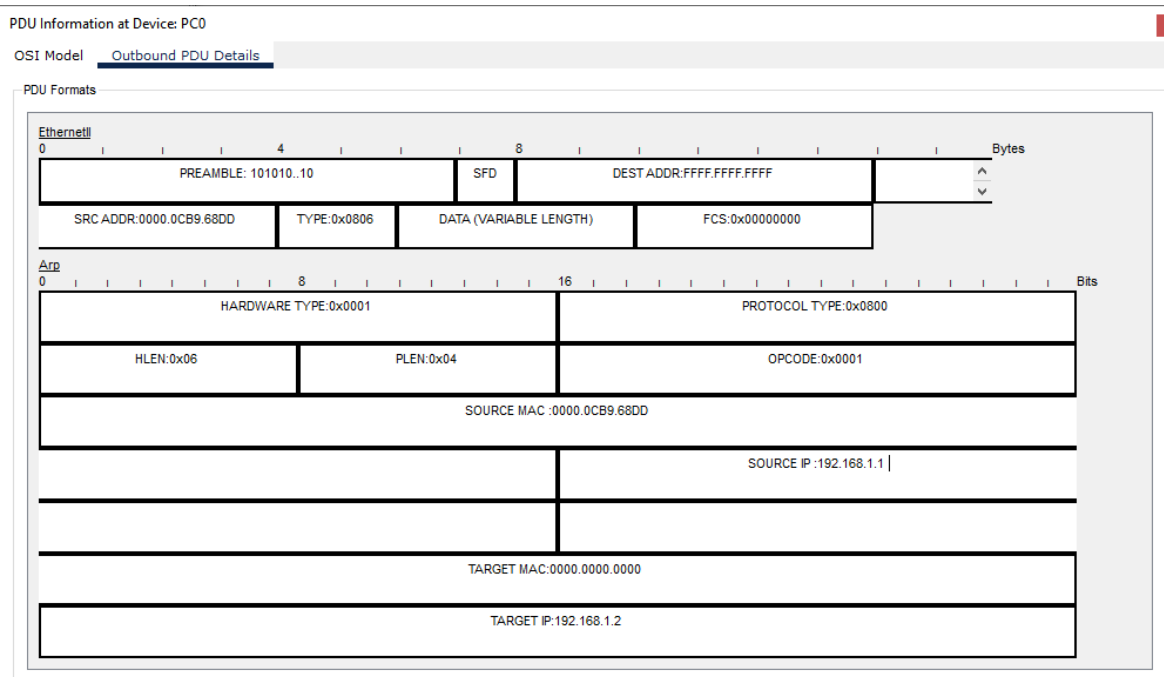 PDU Information at Device: PC0
OSI Model Outbound PDU Details
PDU Formats
EthernetII
0 4 8 Bytes
PREAMBLE: 101010..10 SFD DEST ADDR:FFFF.FFFF.FFFF
SRC ADDR:0000.0CB9.68DD TYPE:0x0806 DATA (VARIABLE LENGTH) FCS:0x00000000
Arp
0 8 16 Bits
HARDWARE TYPE:0x0001 PROTOCOL TYPE:0x0800
HLEN:0x06 PLEN:0x04 OPCODE:0x0001
SOURCE MAC :0000.0CB9.68DD
SOURCE IP :192.168.1.1
TARGET MAC:0000.0000.0000
TARGET IP:192.168.1.2